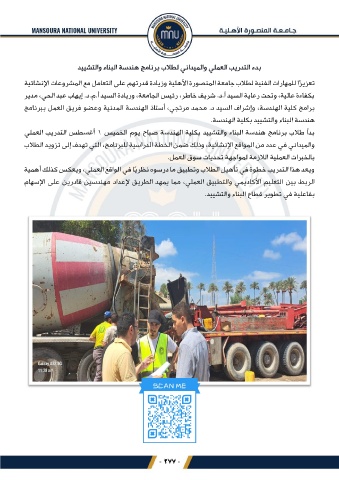 MANSOURA NATIONAL UNIVERSITY
جـامـعـة المنصورة الأهـلـيـة
MNU
بدء التدريب العملي والميداني لطلاب برنامج هندسة البناء والتشييد
تعزيزًا للمهارات الفنية لطلاب جامعة المنصورة الأهلية وزيادة قدرتهم على التعامل مع المشروعات الإنشائية
بكفاءة عالية، وتحت رعاية السيد أ.د. شريف خاطر، رئيس الجامعة، وريادة السيد أ.م.د. إيهاب عبد الحي، مدير
برامج كلية الهندسة، وإشراف السيد د. محمد مرتجي، أستاذ الهندسة المدنية وعضو فريق العمل ببرنامج
هندسة البناء والتشييد بكلية الهندسة.
بدأ طلاب برنامج هندسة البناء والتشييد بكلية الهندسة صباح يوم الخميس ١ أغسطس التدريب العملي
والميداني في عدد من المواقع الإنشائية، وذلك ضمن الخطة الدراسية للبرنامج، التي تهدف إلى تزويد الطلاب
بالخبرات العملية اللازمة لمواجهة تحديات سوق العمل.
ويعد هذا التدريب خطوة في تأهيل الطلاب وتطبيق ما درسوه نظريًا في الواقع العملي، ويعكس كذلك أهمية
الربط بين التعليم الأكاديمي والتطبيق العملي، مما يمهد الطريق لإعداد مهندسين قادرين على الإسهام
بفاعلية في تطوير قطاع البناء والتشييد.
SCAN ME
٢٧٧